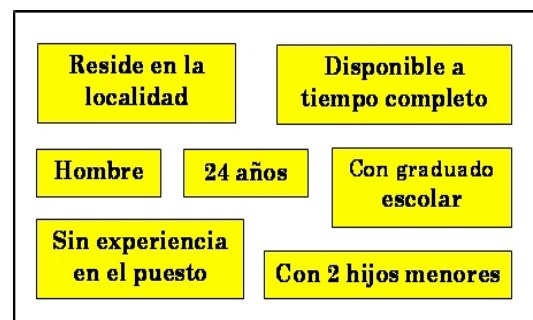 Reside en la
localidad
Disponible a
tiempo completo
Hombre
24 años
Con graduado
escolar
Sin experiencia
en el puesto
Con 2 hijos menores